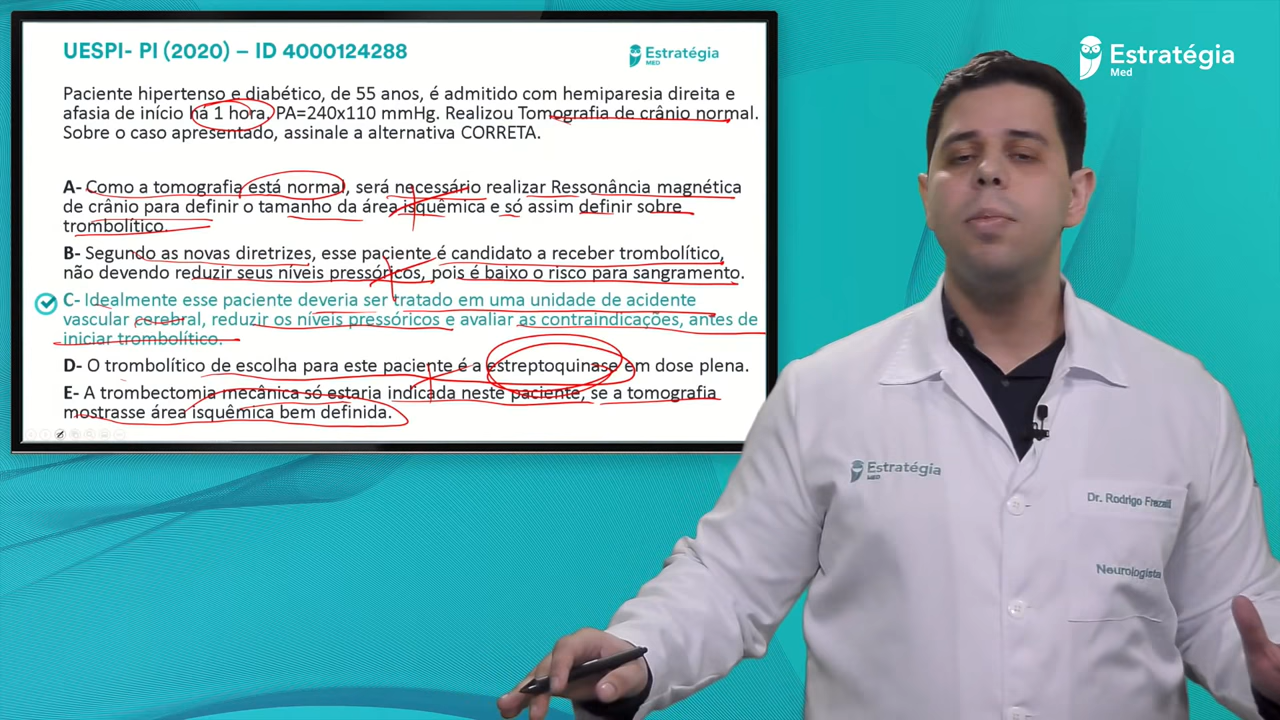 UESPI- PI (2020) – ID 4000124288
Estratégia
MED
Estratégia
Med
Paciente hipertenso e diabético, de 55 anos, é admitido com hemiparesia direita e
afasia de início há 1 hora. PA=240x110 mmHg. Realizou Tomografia de crânio normal.
Sobre o caso apresentado, assinale a alternativa CORRETA.
A- Como a tomografia está normal, será necessário realizar Ressonância magnética
de crânio para definir o tamanho da área isquêmica e só assim definir sobre
trombolítico.
B- Segundo as novas diretrizes, esse paciente é candidato a receber trombolítico,
não devendo reduzir seus níveis pressóricos, pois é baixo o risco para sangramento.
C- Idealmente esse paciente deveria ser tratado em uma unidade de acidente
vascular cerebral, reduzir os níveis pressóricos e avaliar as contraindicações, antes de
iniciar trombolítico.
D- O trombolítico de escolha para este paciente é a estreptoquinase em dose plena.
E- A trombectomia mecânica só estaria indicada neste paciente, se a tomografia
mostrasse área isquêmica bem definida.
Estratégia
MED
Dr. Rodrigo Frezatti
Neurologista